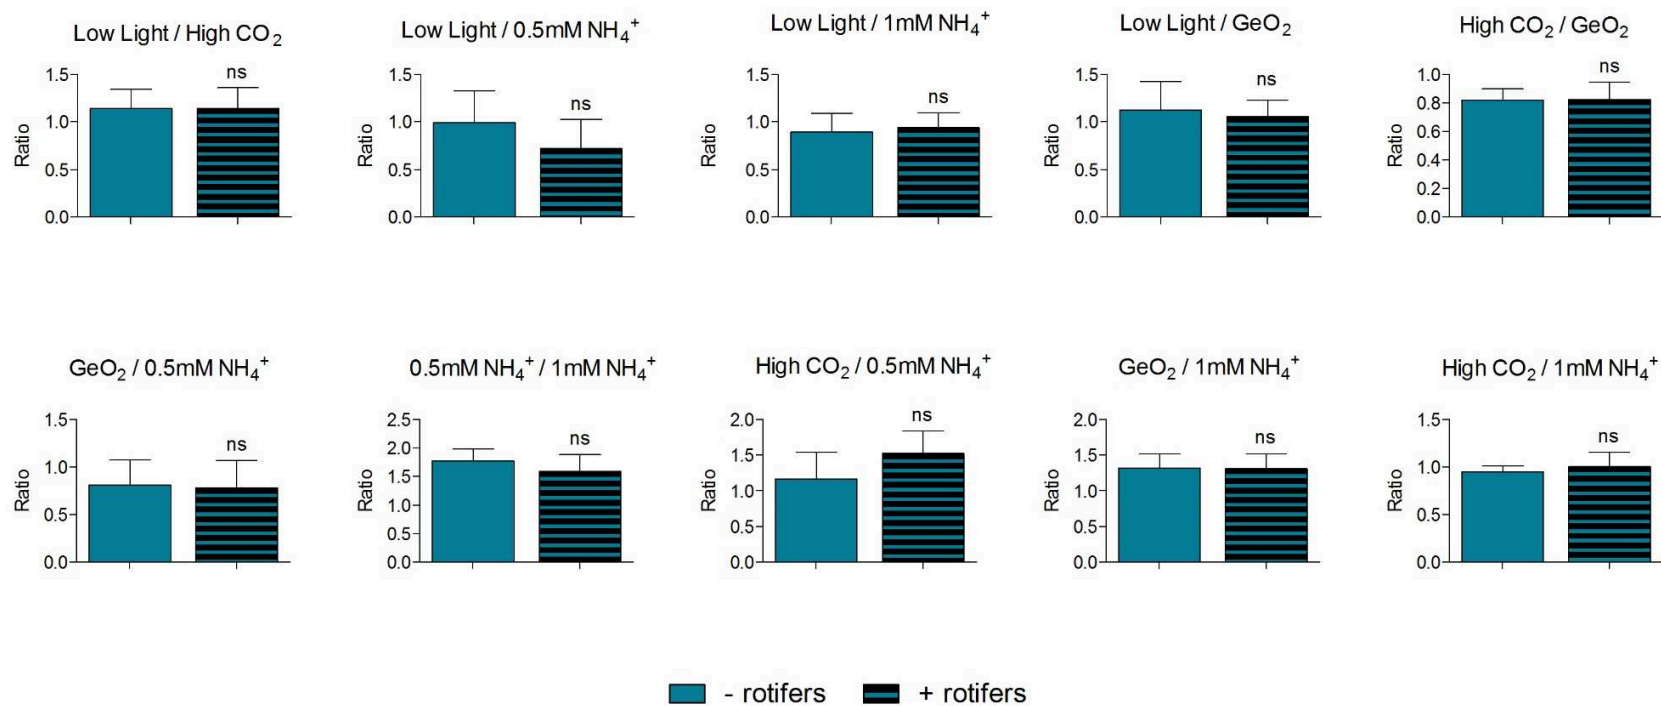 Low Light / High CO₂
ns
1.5
1.0
0.5
0.0
Ratio
Low Light / 0.5mM NH₄⁺
ns
1.5
1.0
0.5
0.0
Ratio
Low Light / 1mM NH₄⁺
ns
1.5
1.0
0.5
0.0
Ratio
Low Light / GeO₂
ns
1.5
1.0
0.5
0.0
Ratio
High CO₂ / GeO₂
ns
1.0
0.8
0.6
0.4
0.2
0.0
Ratio
GeO₂ / 0.5mM NH₄⁺
ns
1.5
1.0
0.5
0.0
Ratio
0.5mM NH₄⁺ / 1mM NH₄⁺
ns
2.5
2.0
1.5
1.0
0.5
0.0
Ratio
High CO₂ / 0.5mM NH₄⁺
ns
2.0
1.5
1.0
0.5
0.0
Ratio
GeO₂ / 1mM NH₄⁺
ns
2.0
1.5
1.0
0.5
0.0
Ratio
High CO₂ / 1mM NH₄⁺
ns
1.5
1.0
0.5
0.0
Ratio
- rotifers
+ rotifers